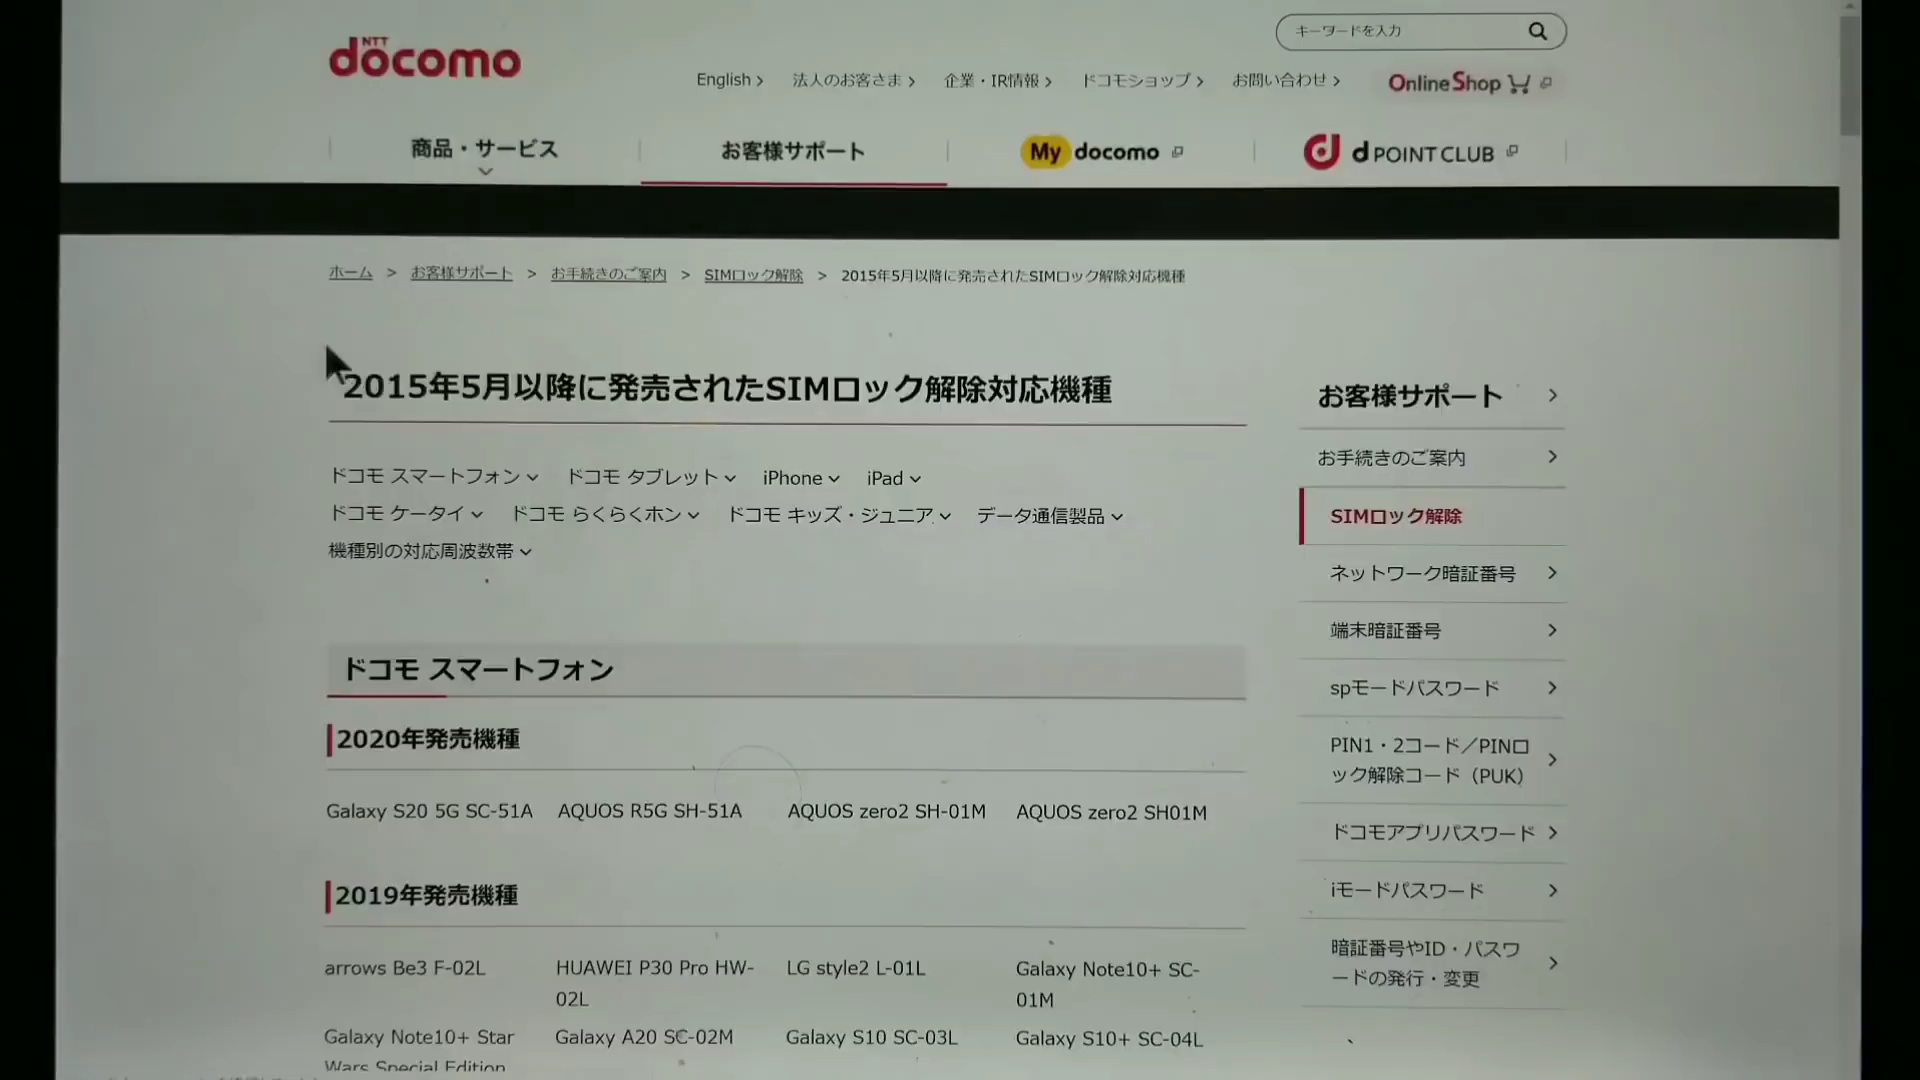 NTT
döcomo
キーワードを入力
English
法人のお客さま
企業・IR情報
ドコモショップ
お問い合わせ
OnlineShop
商品・サービス
お客様サポート
My docomo
d POINT CLUB
ホーム > お客様サポート > お手続きのご案内 > SIMロック解除 > 2015年5月以降に発売されたSIMロック解除対応機種
2015年5月以降に発売されたSIMロック解除対応機種
ドコモ スマートフォン ドコモ タブレット iPhone iPad
ドコモ ケータイ ドコモ らくらくホン ドコモ キッズ・ジュニア データ通信製品
機種別の対応周波数帯
ドコモ スマートフォン
2020年発売機種
Galaxy S20 5G SC-51A
AQUOS R5G SH-51A
AQUOS zero2 SH-01M
AQUOS zero2 SH01M
2019年発売機種
arrows Be3 F-02L
HUAWEI P30 Pro HW-
02L
LG style2 L-01L
Galaxy Note10+ SC-
01M
Galaxy Note10+ Star
Wars Special Edition
Galaxy A20 SC-02M
Galaxy S10 SC-03L
Galaxy S10+ SC-04L
お客様サポート
お手続きのご案内
SIMロック解除
ネットワーク暗証番号
端末暗証番号
spモードパスワード
PIN1・2コード／PINロ
ック解除コード（PUK）
ドコモアプリパスワード
iモードパスワード
暗証番号やID・パスワ
ードの発行・変更